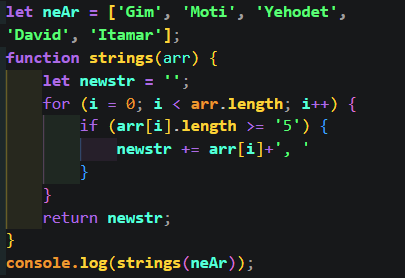 let neAr = ['Gim', 'Moti', 'Yehodet',
'David', 'Itamar'];
function strings(arr) {
    let newstr = '';
    for (i = 0; i < arr.length; i++) {
        if (arr[i].length >= '5') {
            newstr += arr[i]+', '
        }
    }
    return newstr;
}
console.log(strings(neAr));